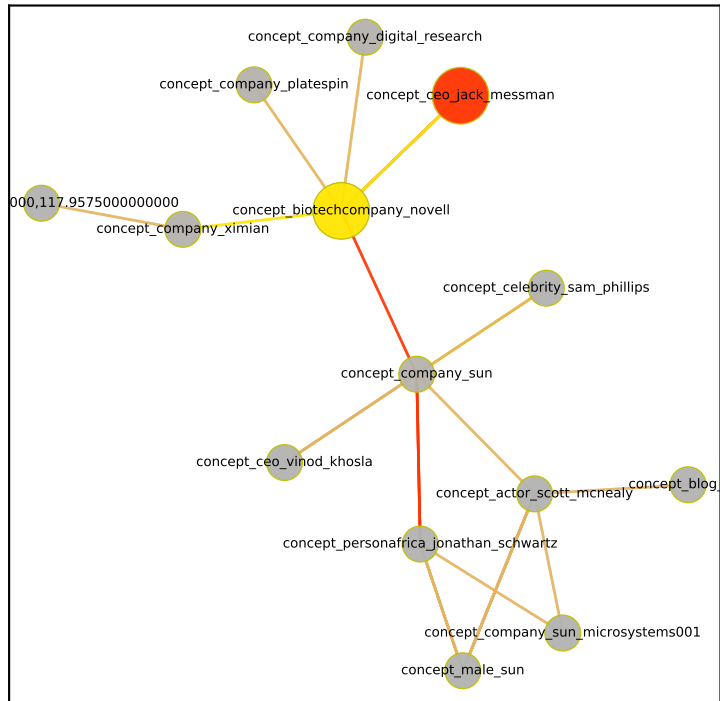 concept_company_digital_research
concept_company_platespin
concept_ceo_jack_messman
000,117.9575000000000
concept_biotechcompany_novell
concept_company_ximian
concept_celebrity_sam_phillips
concept_company_sun
concept_ceo_vinod_khosla
concept_actor_scott_mcnealy
concept_blog_
concept_personafrica_jonathan_schwartz
concept_company_sun_microsystems001
concept_male_sun